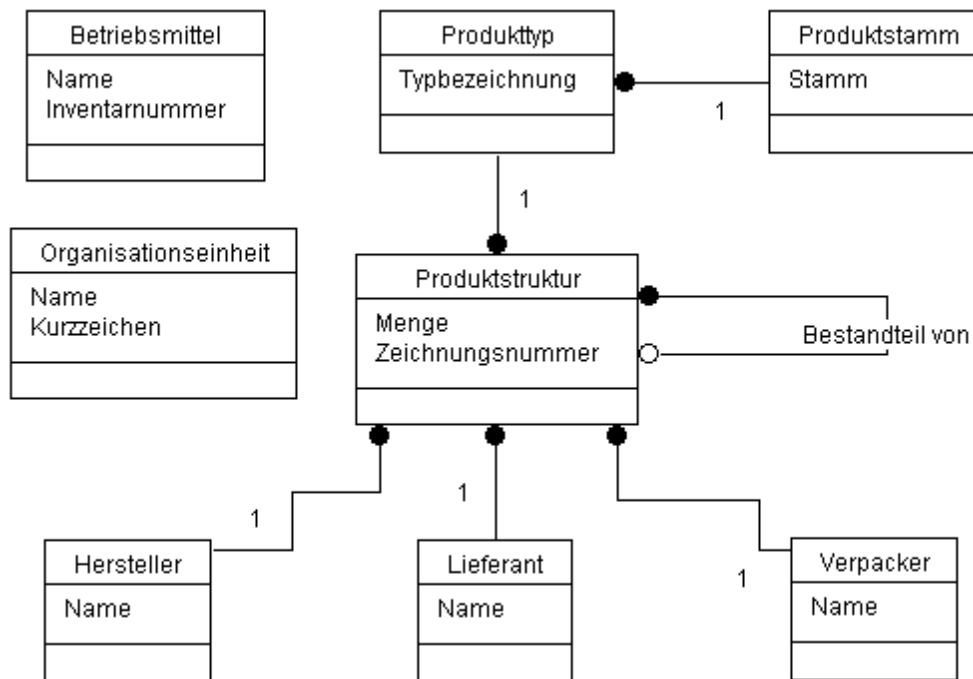 Betriebsmittel
Name
Inventarnummer
Produkttyp
Typbezeichnung
Produktstamm
Stamm
1
1
Organisationseinheit
Name
Kurzzeichen
Produktstruktur
Menge
Zeichnungsnummer
Bestandteil von
1
1
1
Hersteller
Name
Lieferant
Name
Verpacker
Name